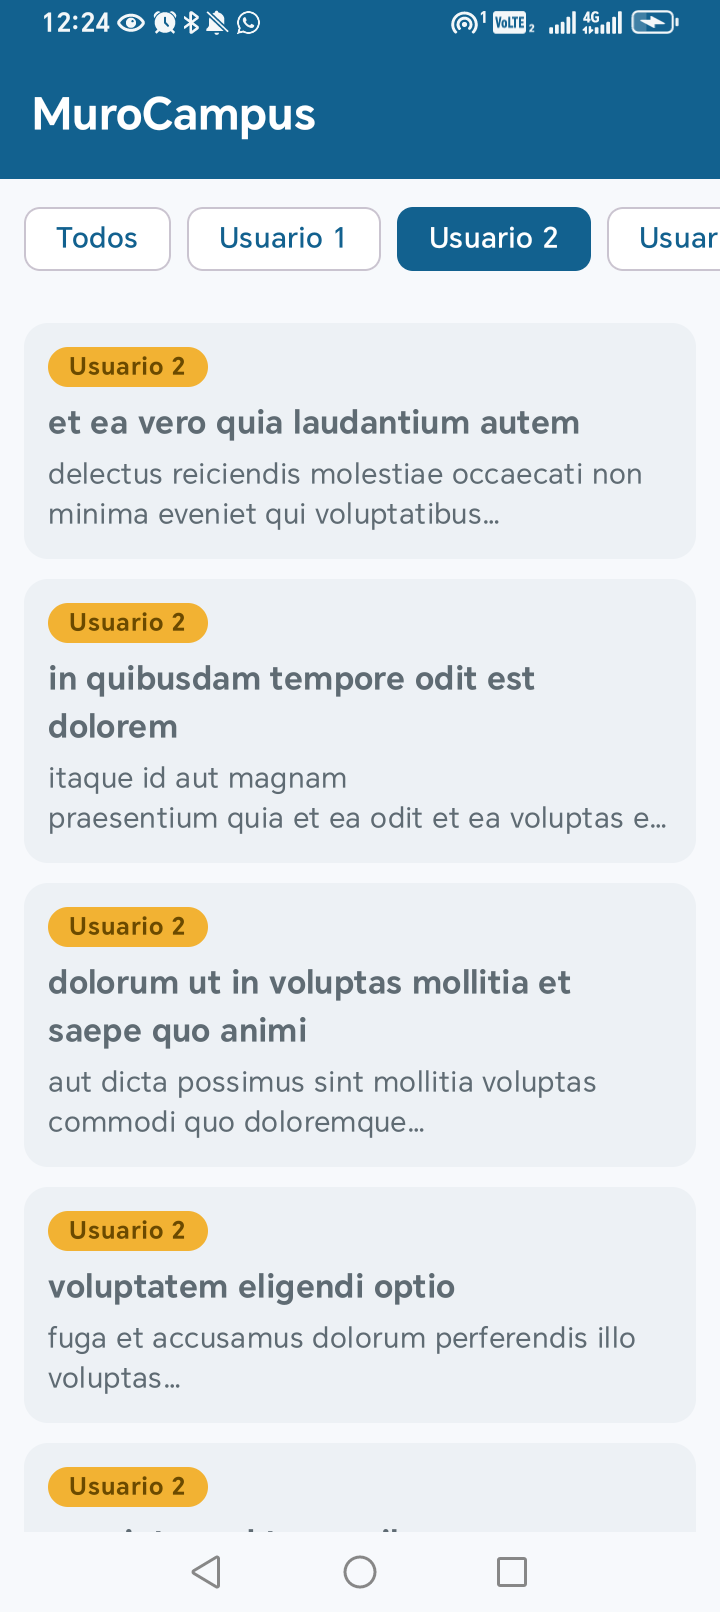 12:24
1 VoLTE 2 4G
MuroCampus
Todos Usuario 1 Usuario 2 Usuar
Usuario 2
et ea vero quia laudantium autem
delectus reiciendis molestiae occaecati non
minima eveniet qui voluptatibus...
Usuario 2
in quibusdam tempore odit est
dolorem
itaque id aut magnam
praesentium quia et ea odit et ea voluptas e...
Usuario 2
dolorum ut in voluptas mollitia et
saepe quo animi
aut dicta possimus sint mollitia voluptas
commodi quo doloremque...
Usuario 2
voluptatem eligendi optio
fuga et accusamus dolorum perferendis illo
voluptas...
Usuario 2